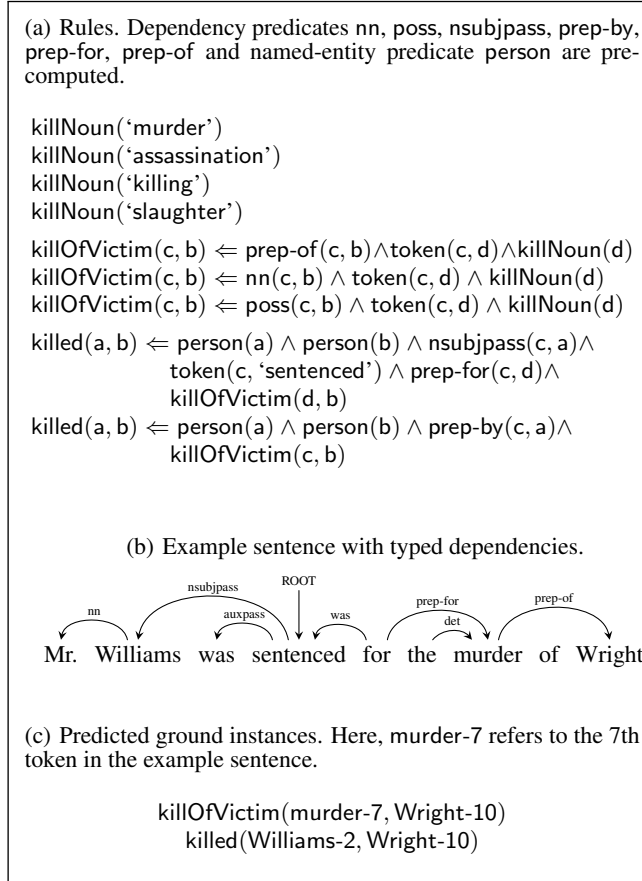 (a) Rules. Dependency predicates nn, poss, nsubjpass, prep-by,
prep-for, prep-of and named-entity predicate person are pre-
computed.
killNoun(‘murder’)
killNoun(‘assassination’)
killNoun(‘killing’)
killNoun(‘slaughter’)
killOfVictim(c, b) ⇐ prep-of(c, b)∧token(c, d)∧killNoun(d)
killOfVictim(c, b) ⇐ nn(c, b) ∧ token(c, d) ∧ killNoun(d)
killOfVictim(c, b) ⇐ poss(c, b) ∧ token(c, d) ∧ killNoun(d)
killed(a, b) ⇐ person(a) ∧ person(b) ∧ nsubjpass(c, a)∧
token(c, ‘sentenced’) ∧ prep-for(c, d)∧
killOfVictim(d, b)
killed(a, b) ⇐ person(a) ∧ person(b) ∧ prep-by(c, a)∧
killOfVictim(c, b)
(b) Example sentence with typed dependencies.
nn nsubjpass auxpass ROOT was prep-for det prep-of
Mr. Williams was sentenced for the murder of Wright
(c) Predicted ground instances. Here, murder-7 refers to the 7th
token in the example sentence.
killOfVictim(murder-7, Wright-10)
killed(Williams-2, Wright-10)